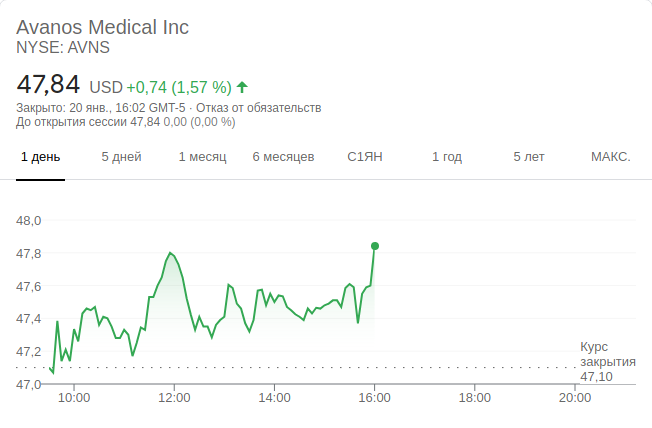 Avanos Medical Inc
NYSE: AVNS
47,84 USD +0,74 (1,57 %)
Закрыто: 20 янв., 16:02 GMT-5 · Отказ от обязательств
До открытия сессии 47,84 0,00 (0,00 %)
1 день 5 дней 1 месяц 6 месяцев С1ЯН 1 год 5 лет МАКС.
48,0
47,8
47,6
47,4
47,2
47,0
Курс
закрытия
47,10
10:00 12:00 14:00 16:00 18:00 20:00